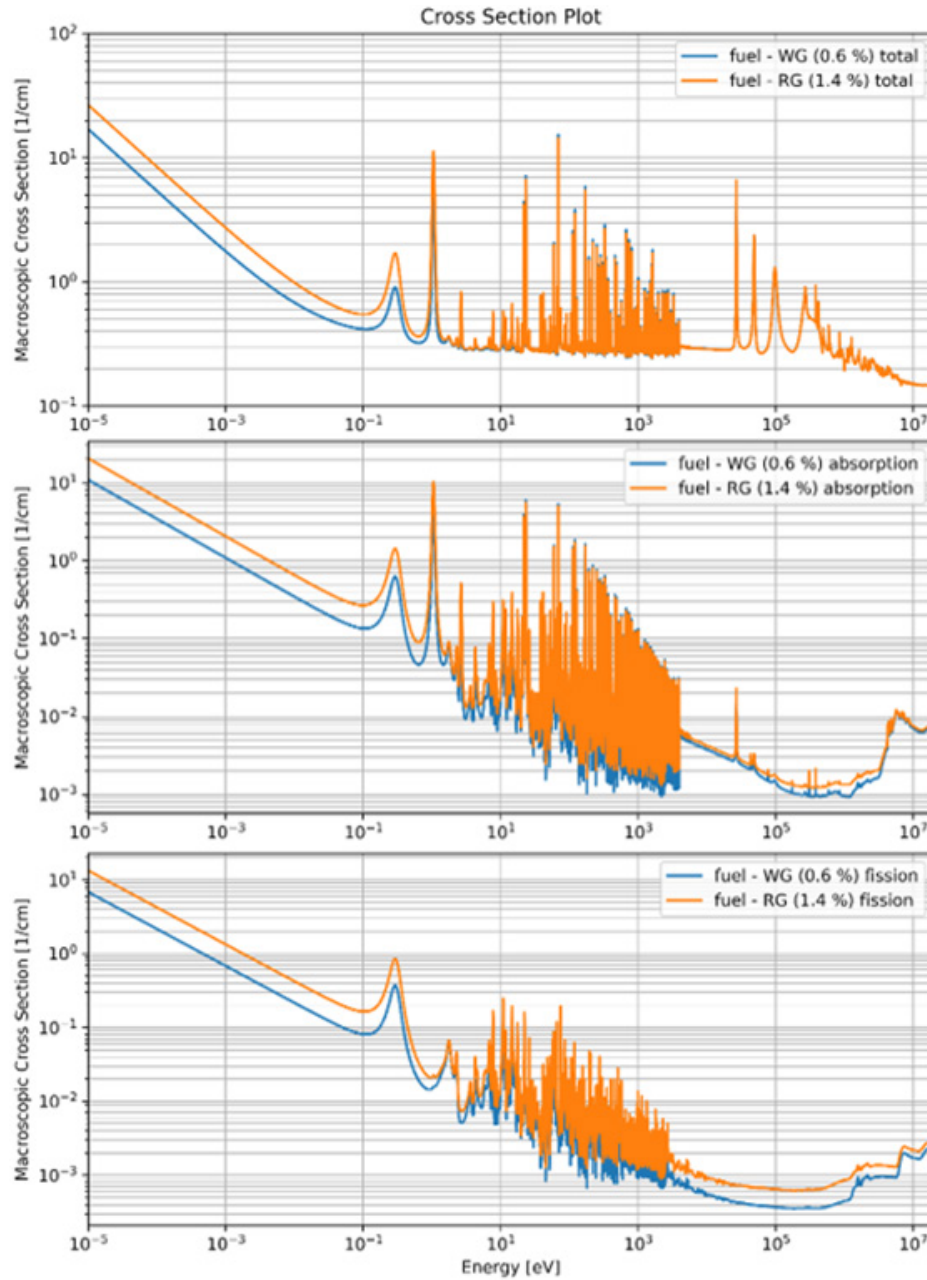 Cross Section Plot
Macroscopic Cross Section [1/cm]
10²
10¹
10⁰
10⁻¹
fuel - WG (0.6 %) total
fuel - RG (1.4 %) total
10⁻⁵ 10⁻³ 10⁻¹ 10¹ 10³ 10⁵ 10⁷
Macroscopic Cross Section [1/cm]
10¹
10⁰
10⁻¹
10⁻²
10⁻³
fuel - WG (0.6 %) absorption
fuel - RG (1.4 %) absorption
10⁻⁵ 10⁻³ 10⁻¹ 10¹ 10³ 10⁵ 10⁷
Macroscopic Cross Section [1/cm]
10¹
10⁰
10⁻¹
10⁻²
10⁻³
fuel - WG (0.6 %) fission
fuel - RG (1.4 %) fission
10⁻⁵ 10⁻³ 10⁻¹ 10¹ 10³ 10⁵ 10⁷
Energy [eV]